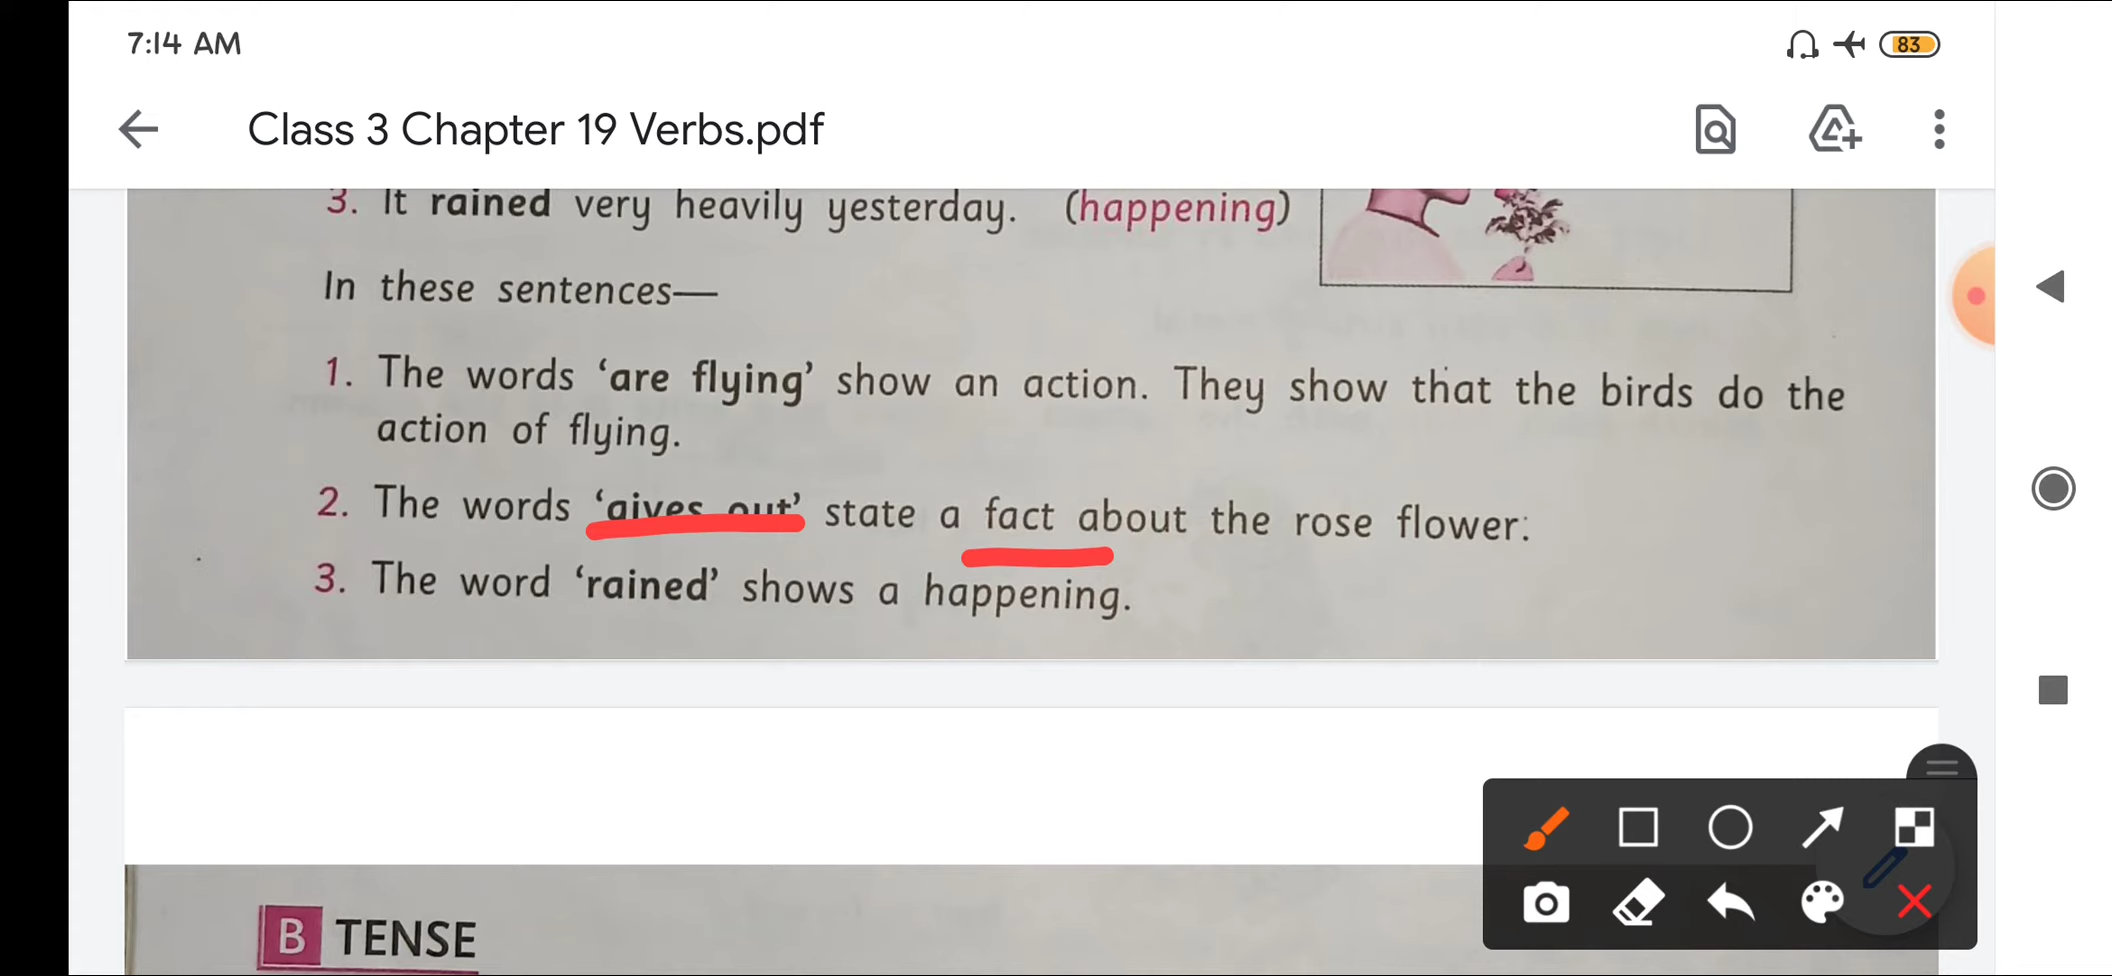 7:14 AM
83
Class 3 Chapter 19 Verbs.pdf
3. It rained very heavily yesterday. (happening)
In these sentences—
1. The words ‘are flying’ show an action. They show that the birds do the
action of flying.
2. The words ‘gives out’ state a fact about the rose flower.
3. The word ‘rained’ shows a happening.
B TENSE